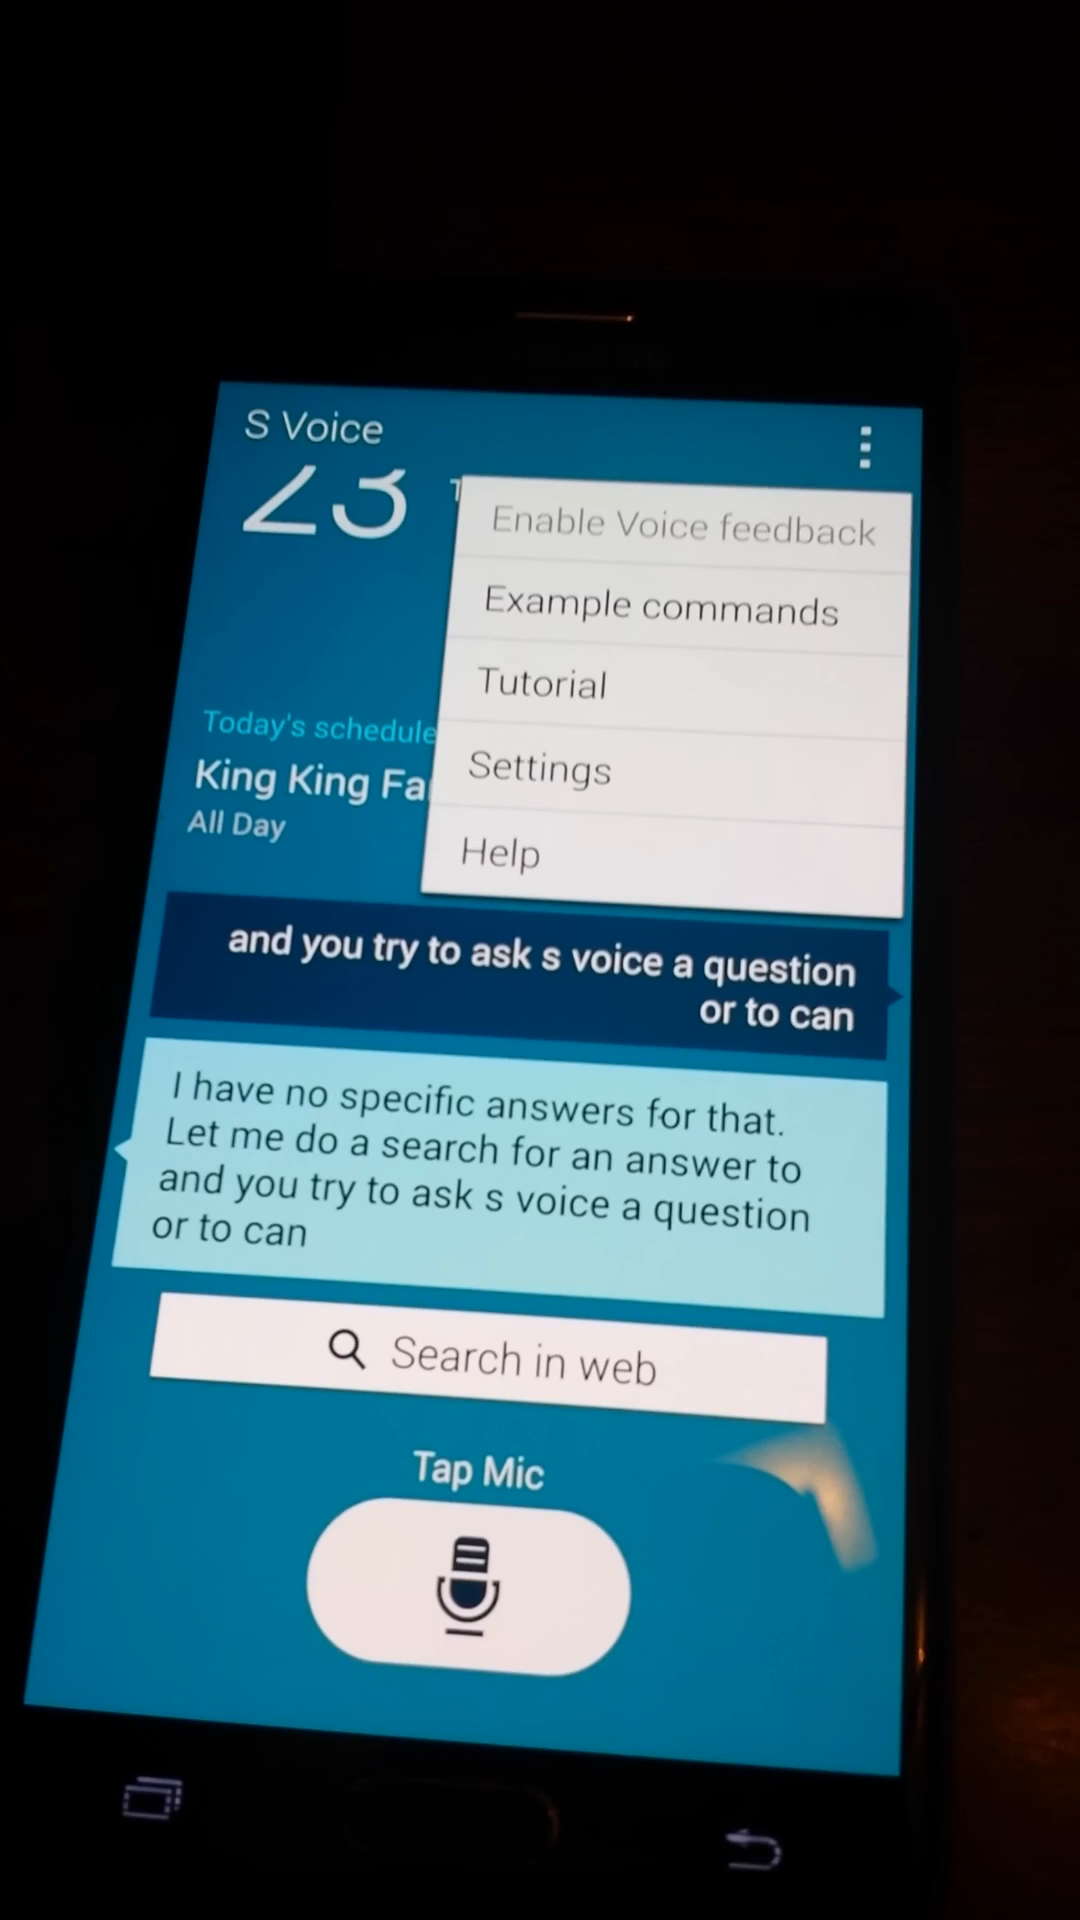 S Voice
23
Enable Voice feedback
Example commands
Tutorial
Settings
Help
Today's schedule
King King
All Day
and you try to ask s voice a question
or to can
I have no specific answers for that.
Let me do a search for an answer to
and you try to ask s voice a question
or to can
Search in web
Tap Mic